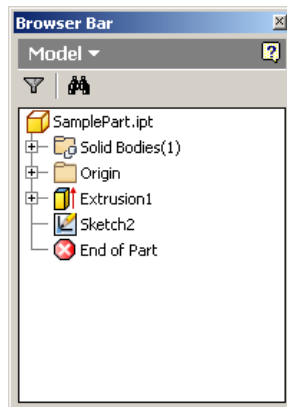 Browser Bar
Model
SamplePart.ipt
Solid Bodies(1)
Origin
Extrusion1
Sketch2
End of Part